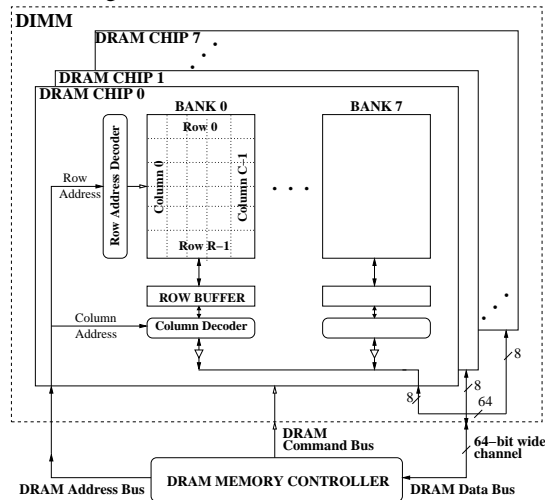 DIMM
DRAM CHIP 7
DRAM CHIP 1
DRAM CHIP 0
BANK 0
BANK 7
Row Address Decoder
Row 0
Column 0
Column C−1
Row R−1
Row
Address
ROW BUFFER
Column
Address
Column Decoder
8
8
8
64
DRAM
Command Bus
64−bit wide
channel
DRAM MEMORY CONTROLLER
DRAM Address Bus
DRAM Data Bus